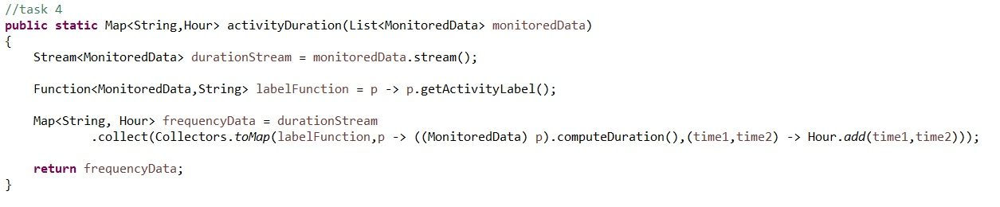 //task 4
public static Map<String,Hour> activityDuration(List<MonitoredData> monitoredData)
{
    Stream<MonitoredData> durationStream = monitoredData.stream();
    Function<MonitoredData,String> labelFunction = p -> p.getActivityLabel();
    Map<String, Hour> frequencyData = durationStream
            .collect(Collectors.toMap(labelFunction,p -> ((MonitoredData) p).computeDuration(),(time1,time2) -> Hour.add(time1,time2)));
    return frequencyData;
}